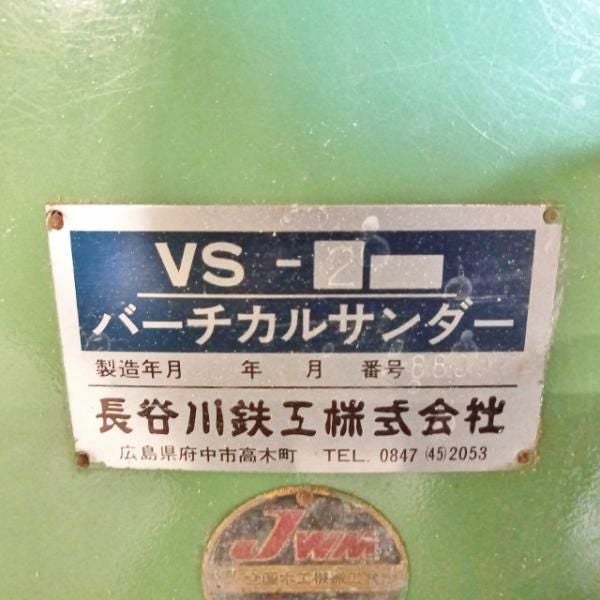 VS - 2
バーチカルサンダー
製造年月 年 月 番号
長谷川鉄工株式会社
広島県府中市高木町 TEL. 0847 (45) 2053
JWM